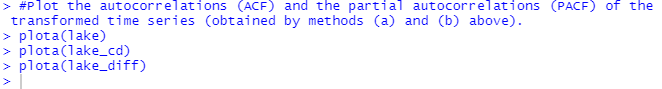 > #Plot the autocorrelations (ACF) and the partial autocorrelations (PACF) of the
 transformed time series (obtained by methods (a) and (b) above).
> plota(lake)
> plota(lake_cd)
> plota(lake_diff)
>